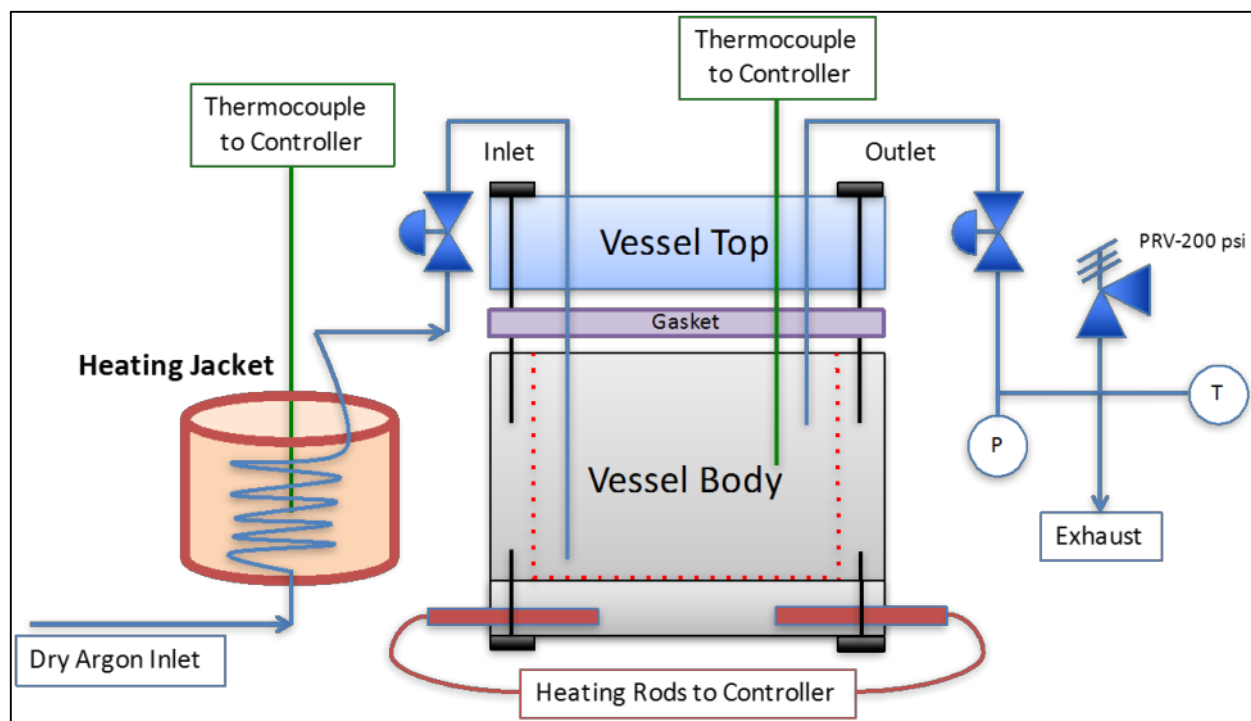 Thermocouple
to Controller
Thermocouple
to Controller
Inlet
Outlet
Vessel Top
PRV-200 psi
Gasket
Heating Jacket
T
P
Vessel Body
Exhaust
Dry Argon Inlet
Heating Rods to Controller